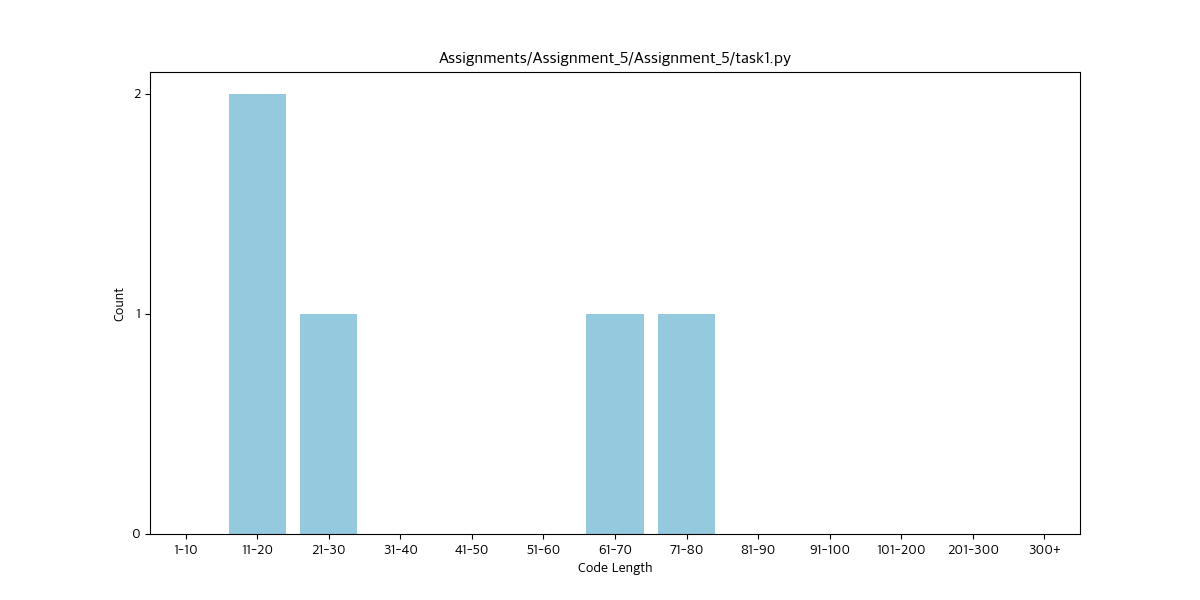 Assignments/Assignment_5/Assignment_5/task1.py
2
1
0
Count
1-10 11-20 21-30 31-40 41-50 51-60 61-70 71-80 81-90 91-100 101-200 201-300 300+
Code Length